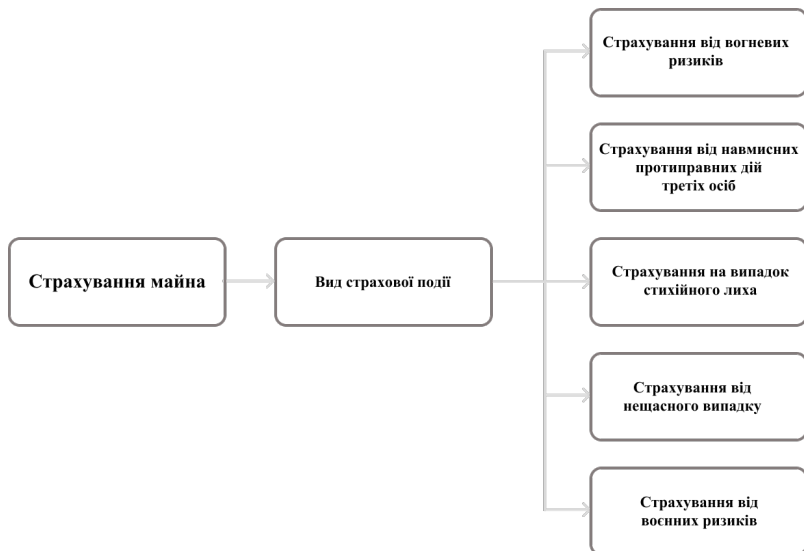 Страхування майна
Вид страхової події
Страхування від вогневих
ризиків
Страхування від навмисних
протиправних дій
третіх осіб
Страхування на випадок
стихійного лиха
Страхування від
нещасного випадку
Страхування від
воєнних ризиків